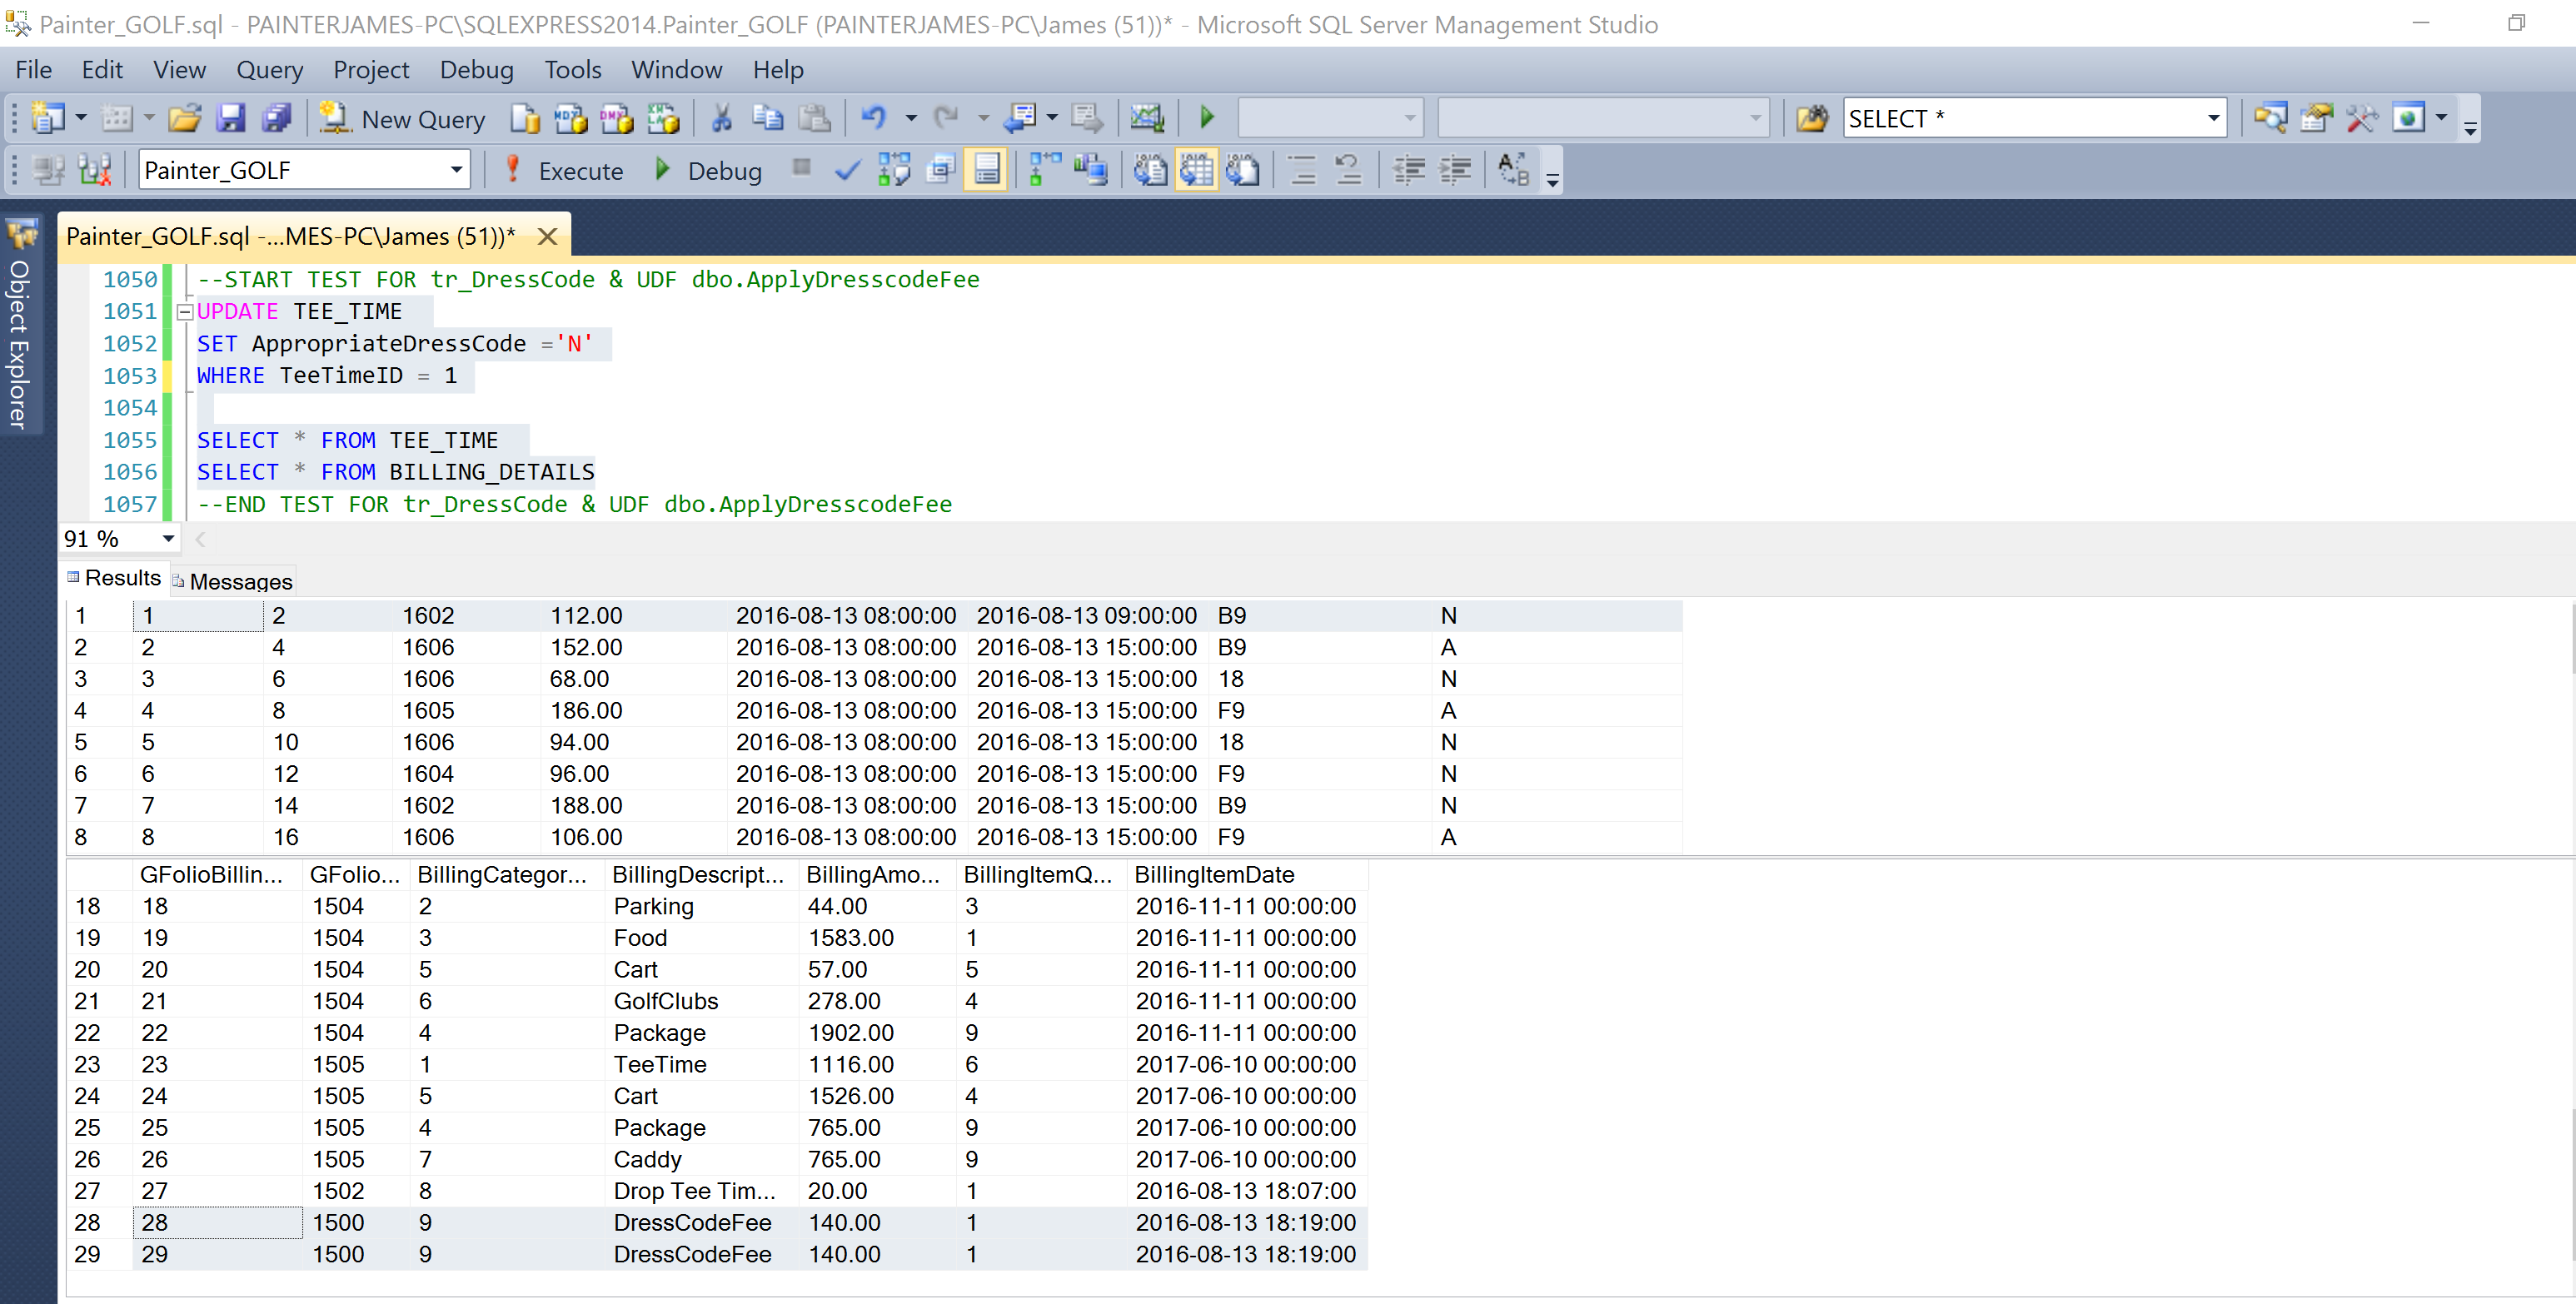 Painter_GOLF.sql - PAINTERJAMES-PC\SQLEXPRESS2014.Painter_GOLF (PAINTERJAMES-PC\James (51))* - Microsoft SQL Server Management Studio
File Edit View Query Project Debug Tools Window Help
New Query SELECT *
Painter_GOLF Execute Debug
Object Explorer
Painter_GOLF.sql -...MES-PC\James (51))*
1050 --START TEST FOR tr_DressCode & UDF dbo.ApplyDresscodeFee
1051 UPDATE TEE_TIME
1052 SET AppropriateDressCode ='N'
1053 WHERE TeeTimeID = 1
1054
1055 SELECT * FROM TEE_TIME
1056 SELECT * FROM BILLING_DETAILS
1057 --END TEST FOR tr_DressCode & UDF dbo.ApplyDresscodeFee
91 %
Results Messages
1 1 2 1602 112.00 2016-08-13 08:00:00 2016-08-13 09:00:00 B9 N
2 2 4 1606 152.00 2016-08-13 08:00:00 2016-08-13 15:00:00 B9 A
3 3 6 1606 68.00 2016-08-13 08:00:00 2016-08-13 15:00:00 18 N
4 4 8 1605 186.00 2016-08-13 08:00:00 2016-08-13 15:00:00 F9 A
5 5 10 1606 94.00 2016-08-13 08:00:00 2016-08-13 15:00:00 18 N
6 6 12 1604 96.00 2016-08-13 08:00:00 2016-08-13 15:00:00 F9 N
7 7 14 1602 188.00 2016-08-13 08:00:00 2016-08-13 15:00:00 B9 N
8 8 16 1606 106.00 2016-08-13 08:00:00 2016-08-13 15:00:00 F9 A
GFolioBillin... GFolio... BillingCategor... BillingDescript... BillingAmo... BillingItemQ... BillingItemDate
18 18 1504 2 Parking 44.00 3 2016-11-11 00:00:00
19 19 1504 3 Food 1583.00 1 2016-11-11 00:00:00
20 20 1504 5 Cart 57.00 5 2016-11-11 00:00:00
21 21 1504 6 GolfClubs 278.00 4 2016-11-11 00:00:00
22 22 1504 4 Package 1902.00 9 2016-11-11 00:00:00
23 23 1505 1 TeeTime 1116.00 6 2017-06-10 00:00:00
24 24 1505 5 Cart 1526.00 4 2017-06-10 00:00:00
25 25 1505 4 Package 765.00 9 2017-06-10 00:00:00
26 26 1505 7 Caddy 765.00 9 2017-06-10 00:00:00
27 27 1502 8 Drop Tee Tim... 20.00 1 2016-08-13 18:07:00
28 28 1500 9 DressCodeFee 140.00 1 2016-08-13 18:19:00
29 29 1500 9 DressCodeFee 140.00 1 2016-08-13 18:19:00